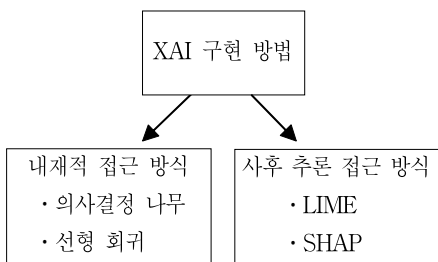 XAI 구현 방법
내재적 접근 방식
·의사결정 나무
·선형 회귀
사후 추론 접근 방식
·LIME
·SHAP